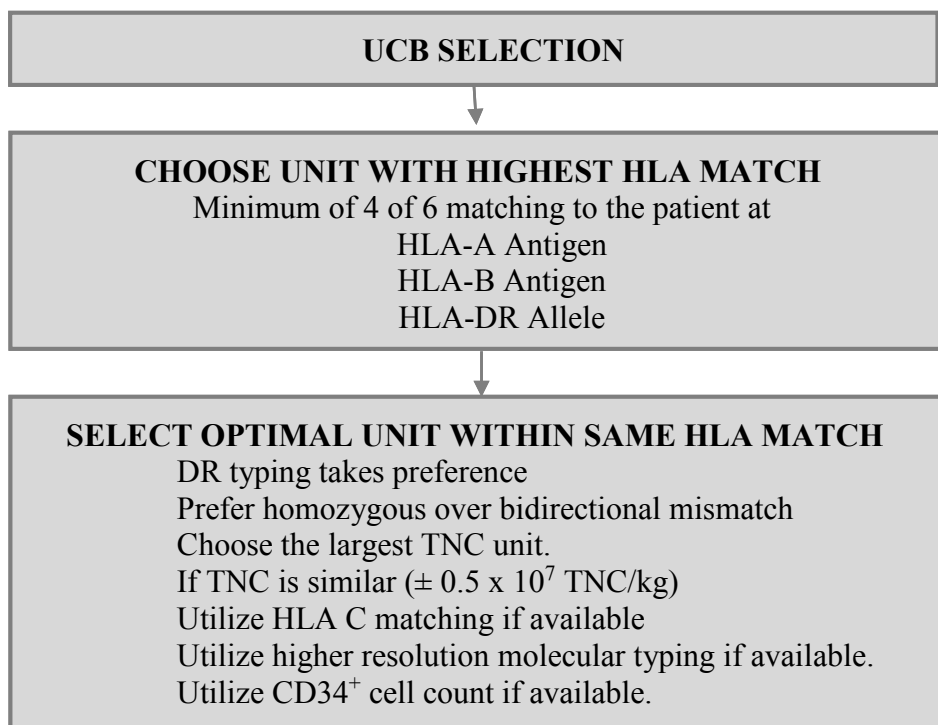 UCB SELECTION
CHOOSE UNIT WITH HIGHEST HLA MATCH
Minimum of 4 of 6 matching to the patient at
HLA-A Antigen
HLA-B Antigen
HLA-DR Allele
SELECT OPTIMAL UNIT WITHIN SAME HLA MATCH
DR typing takes preference
Prefer homozygous over bidirectional mismatch
Choose the largest TNC unit.
If TNC is similar (± 0.5 x 10⁷ TNC/kg)
Utilize HLA C matching if available
Utilize higher resolution molecular typing if available.
Utilize CD34⁺ cell count if available.